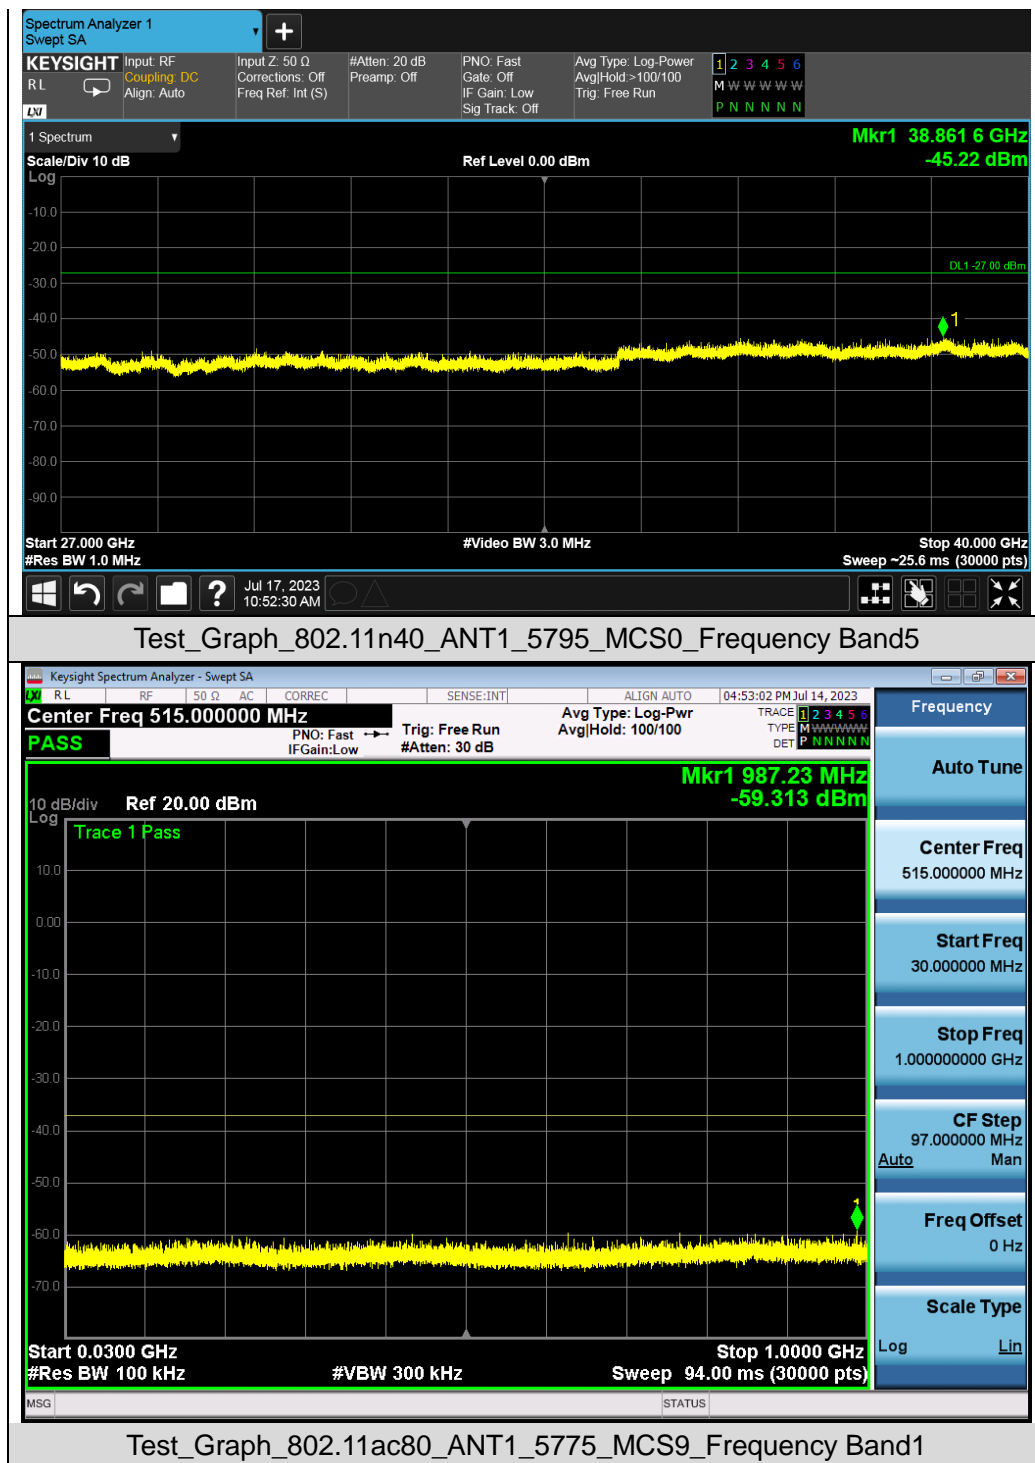 Spectrum Analyzer 1
Swept SA
KEYSIGHT Input: RF Input Z: 50 Ω #Atten: 20 dB PNO: Fast Avg Type: Log-Power 1 2 3 4 5 6
R L Coupling: DC Corrections: Off Preamp: Off Gate: Off Avg|Hold:>100/100 M W W W W W
Align: Auto Freq Ref: Int (S) IF Gain: Low Trig: Free Run
LXI Sig Track: Off P N N N N N
1 Spectrum Mkr1 38.861 6 GHz
Scale/Div 10 dB Ref Level 0.00 dBm -45.22 dBm
Log
-10.0
-20.0
DL1 -27.00 dBm
-30.0
-40.0
1
-50.0
-60.0
-70.0
-80.0
-90.0
Start 27.000 GHz #Video BW 3.0 MHz Stop 40.000 GHz
#Res BW 1.0 MHz Sweep ~25.6 ms (30000 pts)
? Jul 17, 2023
10:52:30 AM
Test_Graph_802.11n40_ANT1_5795_MCS0_Frequency Band5
Keysight Spectrum Analyzer - Swept SA
LXI RL RF 50 Ω AC CORREC SENSE:INT ALIGN AUTO 04:53:02 PM Jul 14, 2023
Center Freq 515.000000 MHz Avg Type: Log-Pwr TRACE 1 2 3 4 5 6
PNO: Fast Trig: Free Run Avg|Hold: 100/100 TYPE M W W W W W
PASS IFGain:Low #Atten: 30 dB DET P N N N N N
Mkr1 987.23 MHz
10 dB/div Ref 20.00 dBm -59.313 dBm
Log
Trace 1 Pass
10.0
0.00
-10.0
-20.0
-30.0
-40.0
-50.0
1
-60.0
-70.0
Start 0.0300 GHz Stop 1.0000 GHz
#Res BW 100 kHz #VBW 300 kHz Sweep 94.00 ms (30000 pts)
MSG STATUS
Frequency
Auto Tune
Center Freq
515.000000 MHz
Start Freq
30.000000 MHz
Stop Freq
1.000000000 GHz
CF Step
97.000000 MHz
Auto Man
Freq Offset
0 Hz
Scale Type
Log Lin
Test_Graph_802.11ac80_ANT1_5775_MCS9_Frequency Band1